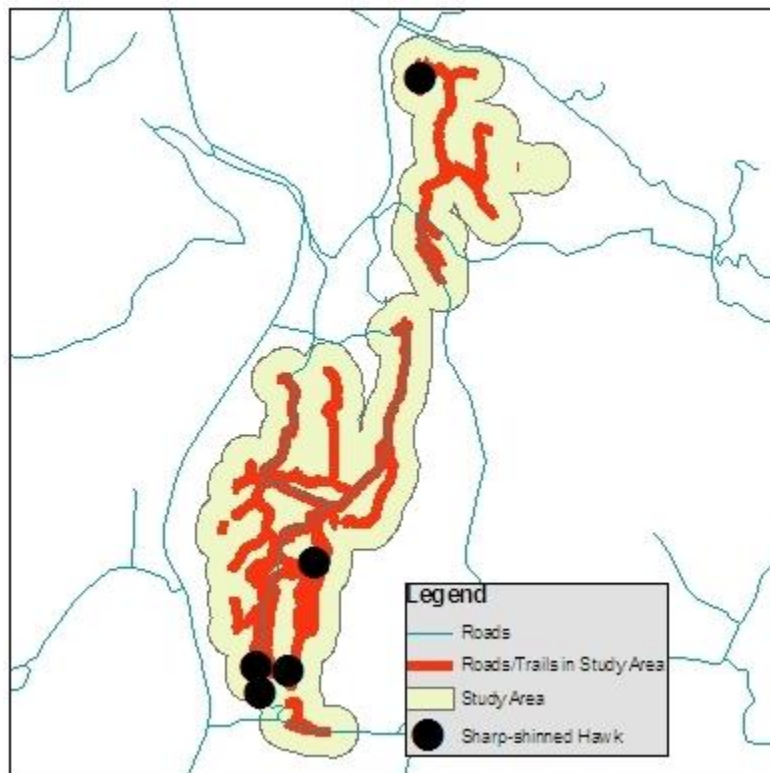 Legend
Roads
Roads/Trails in Study Area
Study Area
Sharp-shinned Hawk